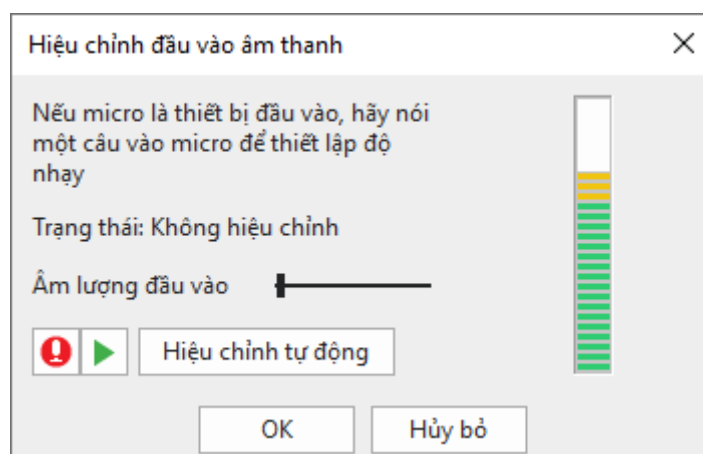 Hiệu chỉnh đầu vào âm thanh
Nếu micro là thiết bị đầu vào, hãy nói
một câu vào micro để thiết lập độ
nhạy
Trạng thái: Không hiệu chỉnh
Âm lượng đầu vào
Hiệu chỉnh tự động
OK
Hủy bỏ